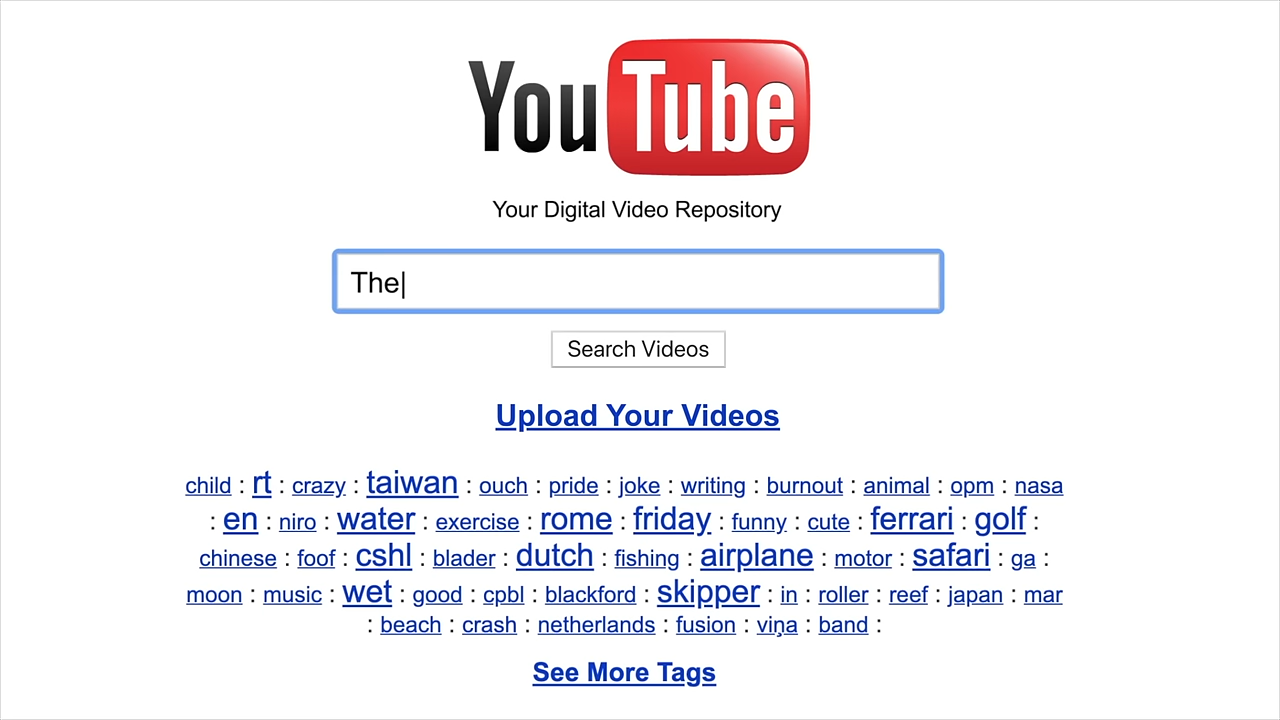 YouTube
Your Digital Video Repository
The
Search Videos
Upload Your Videos
child : rt : crazy : taiwan : ouch : pride : joke : writing : burnout : animal : opm : nasa
: en : niro : water : exercise : rome : friday : funny : cute : ferrari : golf :
chinese : foof : cshl : blader : dutch : fishing : airplane : motor : safari : ga :
moon : music : wet : good : cpbl : blackford : skipper : in : roller : reef : japan : mar
: beach : crash : netherlands : fusion : viņa : band :
See More Tags